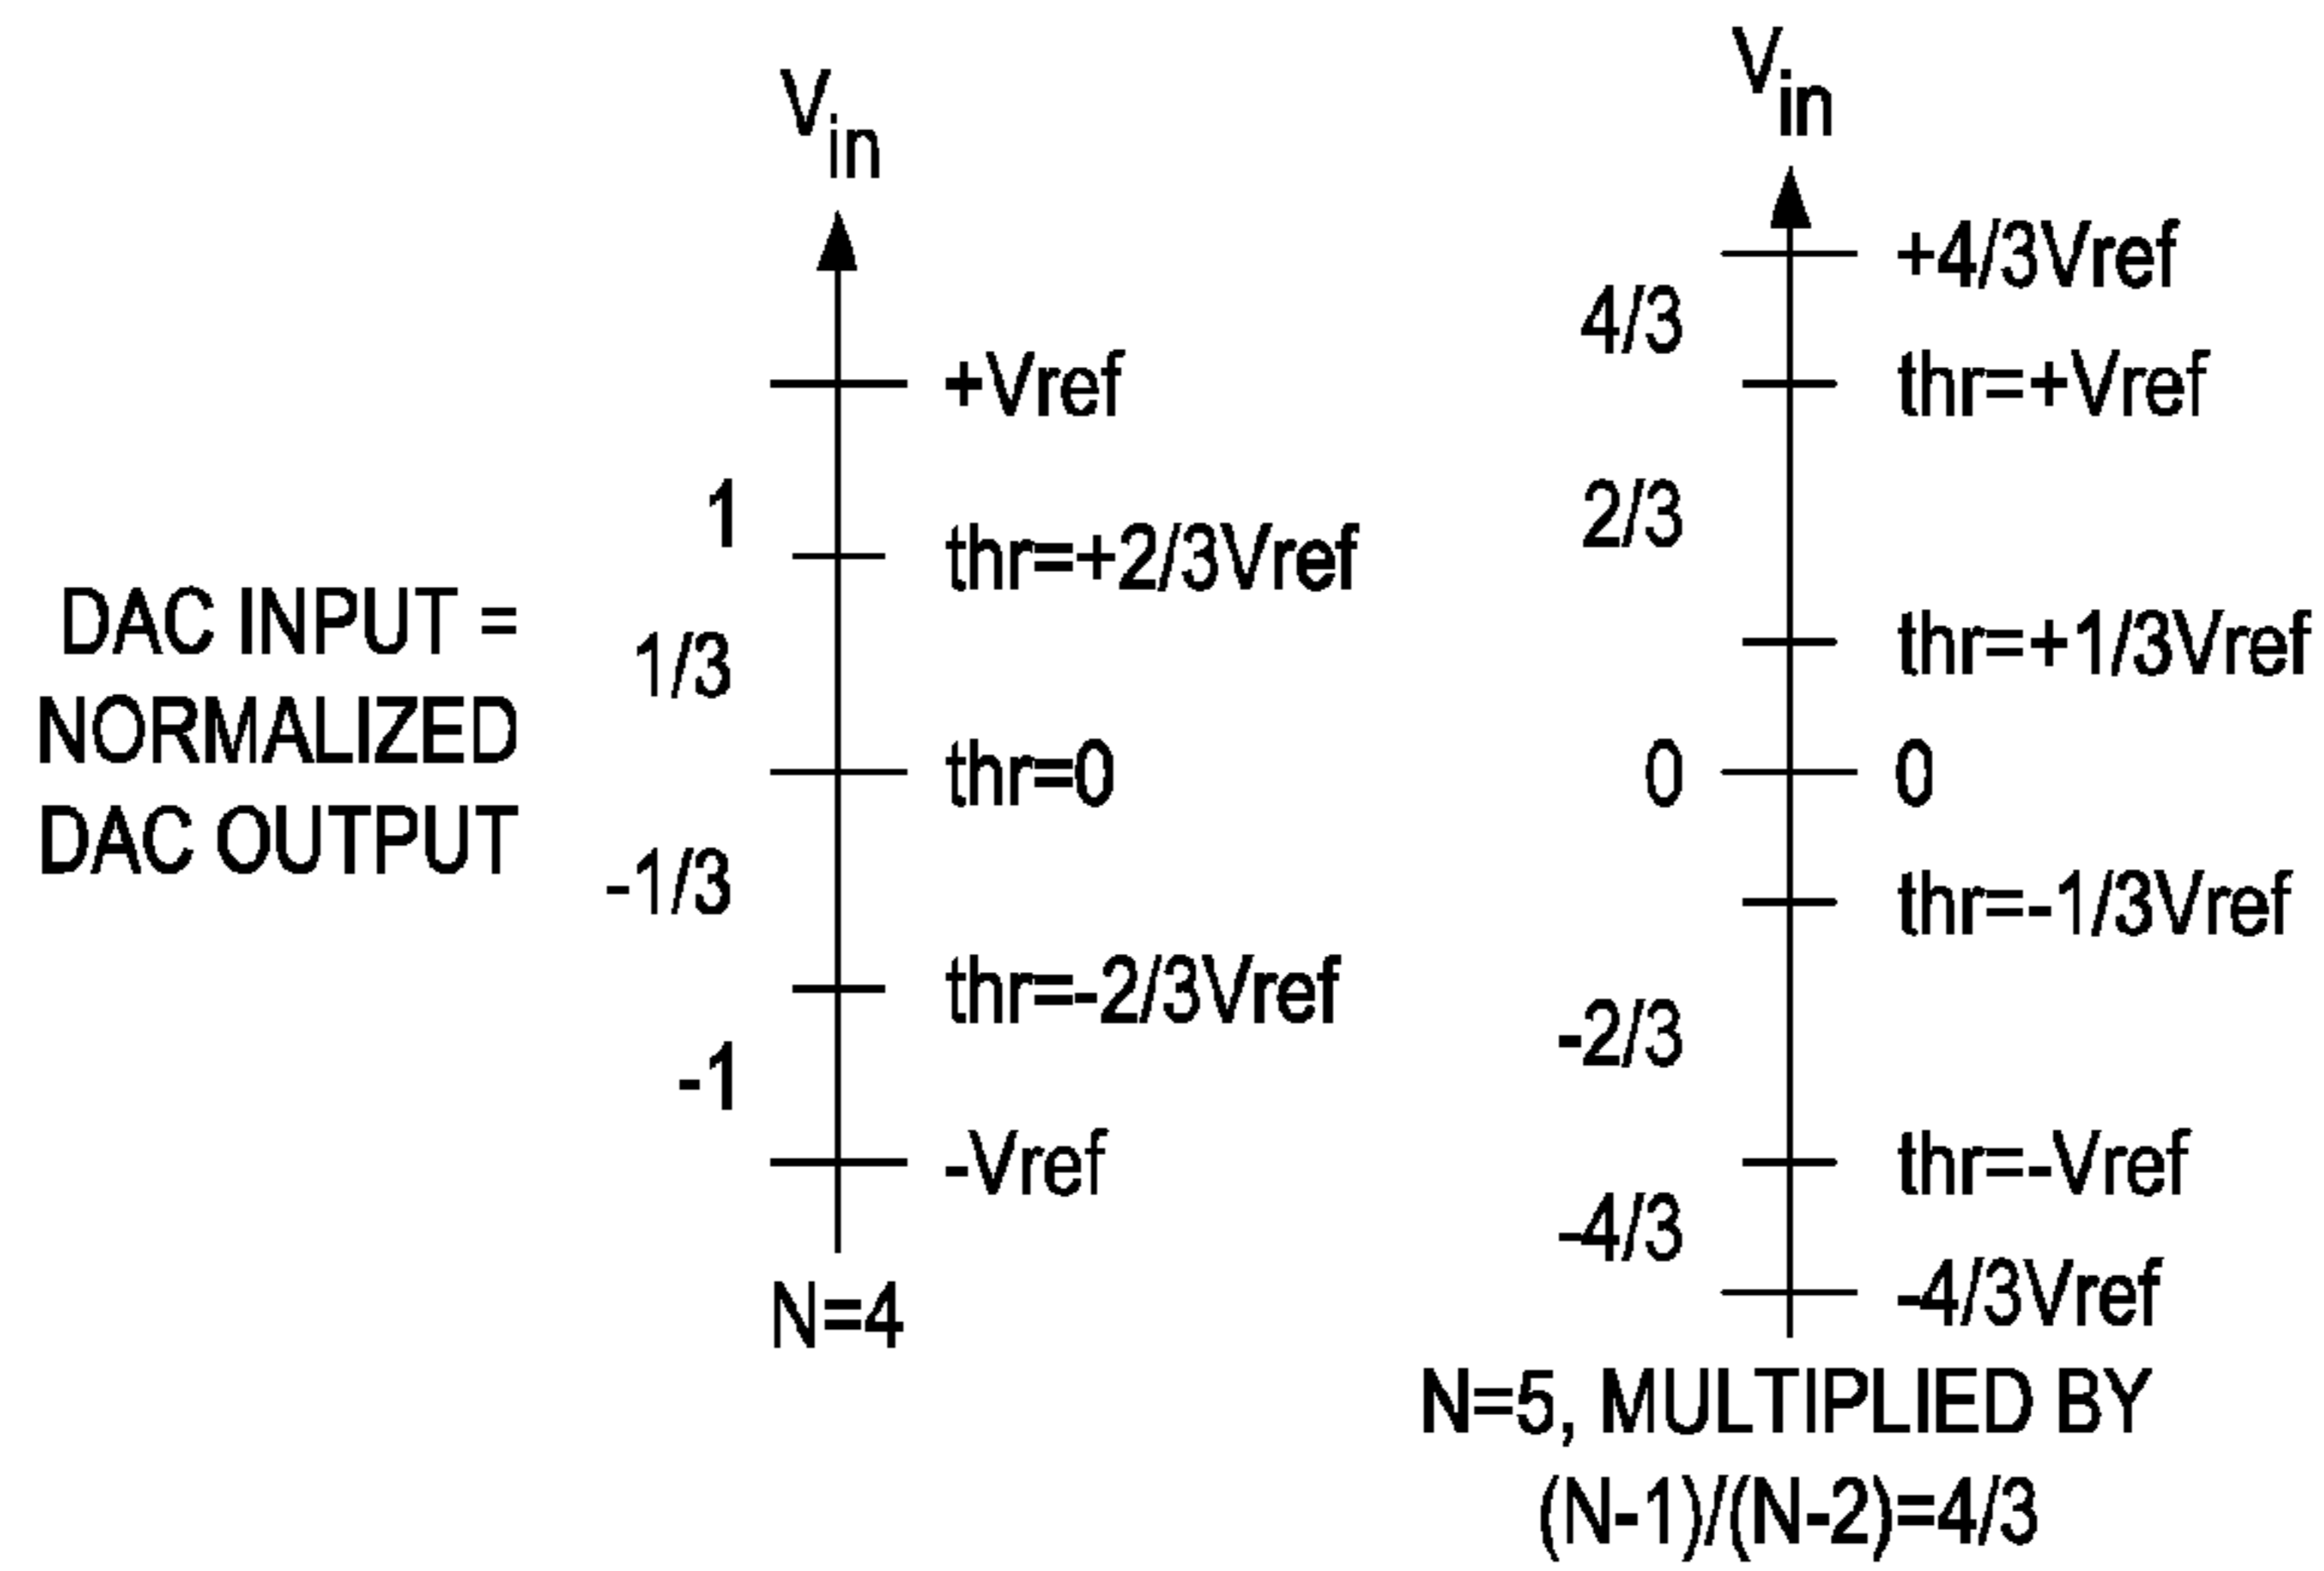 V_in
+Vref
1
thr=+2/3Vref
DAC INPUT =
NORMALIZED
DAC OUTPUT
1/3
thr=0
-1/3
thr=-2/3Vref
-1
-Vref
N=4
V_in
+4/3Vref
4/3
thr=+Vref
2/3
thr=+1/3Vref
0
0
thr=-1/3Vref
-2/3
thr=-Vref
-4/3
-4/3Vref
N=5, MULTIPLIED BY
(N-1)/(N-2)=4/3